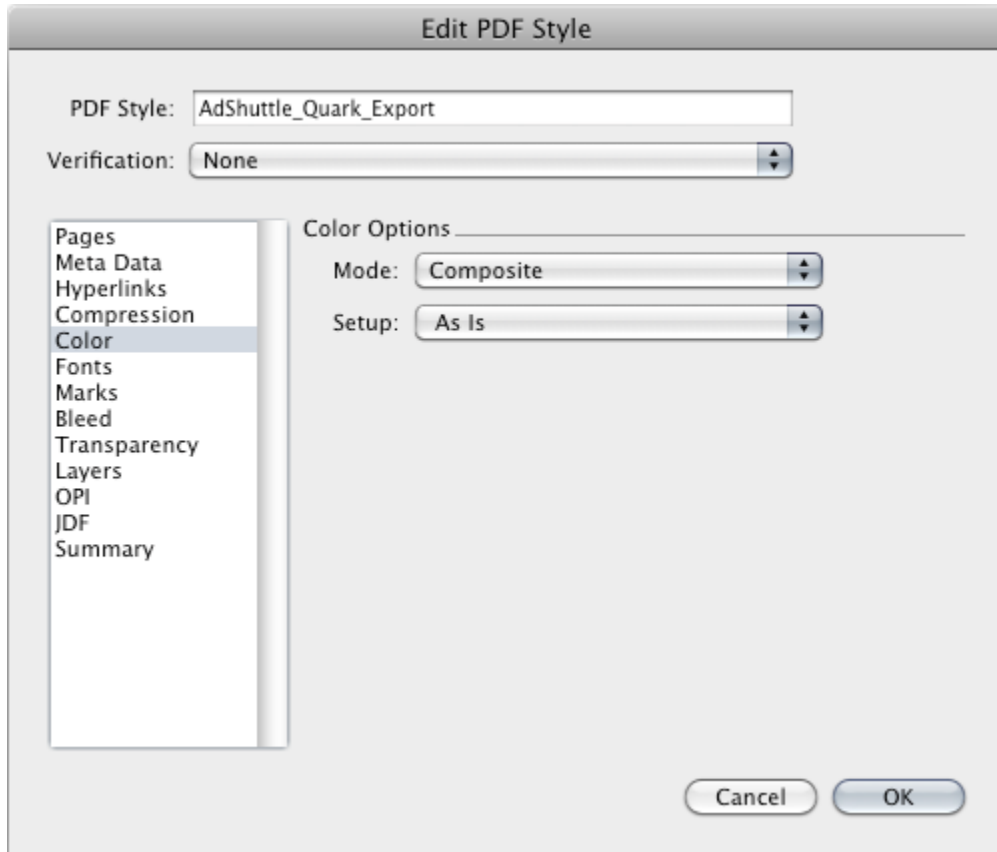 Edit PDF Style
PDF Style: AdShuttle_Quark_Export
Verification: None
Pages
Meta Data
Hyperlinks
Compression
Color
Fonts
Marks
Bleed
Transparency
Layers
OPI
JDF
Summary
Color Options
Mode: Composite
Setup: As Is
Cancel
OK